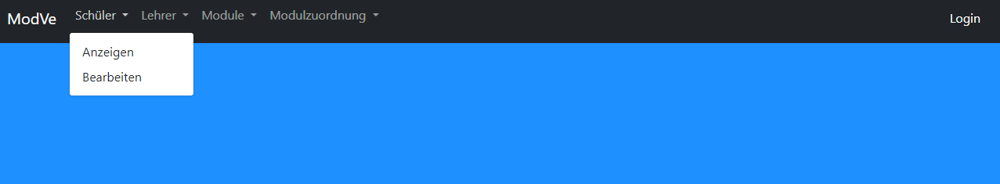 ModVe Schüler Lehrer Module Modulzuordnung Login
Anzeigen
Bearbeiten